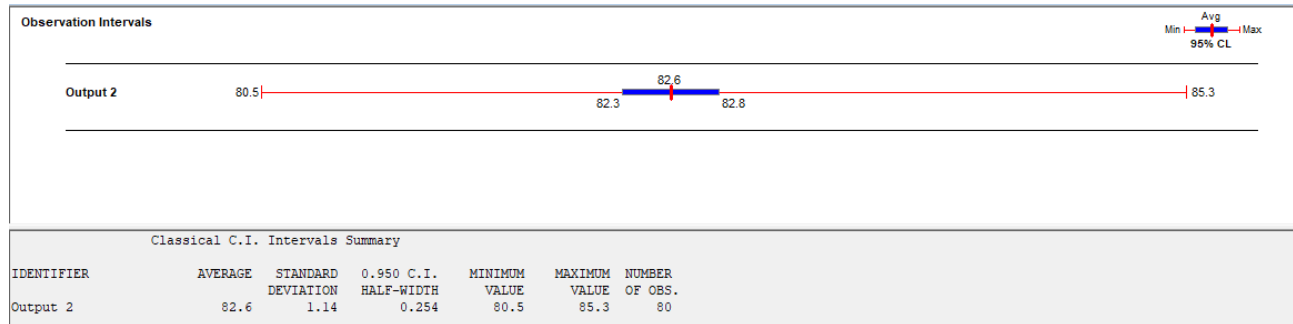 Observation Intervals
Avg
Min Max
95% CL
82.6
Output 2 80.5 85.3
82.3 82.8
Classical C.I. Intervals Summary
IDENTIFIER AVERAGE STANDARD 0.950 C.I. MINIMUM MAXIMUM NUMBER
DEVIATION HALF-WIDTH VALUE VALUE OF OBS.
Output 2 82.6 1.14 0.254 80.5 85.3 80